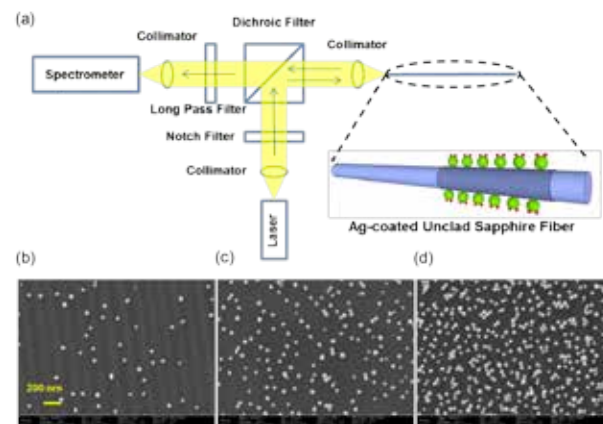 (a)
Dichroic Filter
Collimator
Collimator
Spectrometer
Long Pass Filter
Notch Filter
Collimator
Laser
Ag-coated Unclad Sapphire Fiber
(b)
(c)
(d)
200 nm